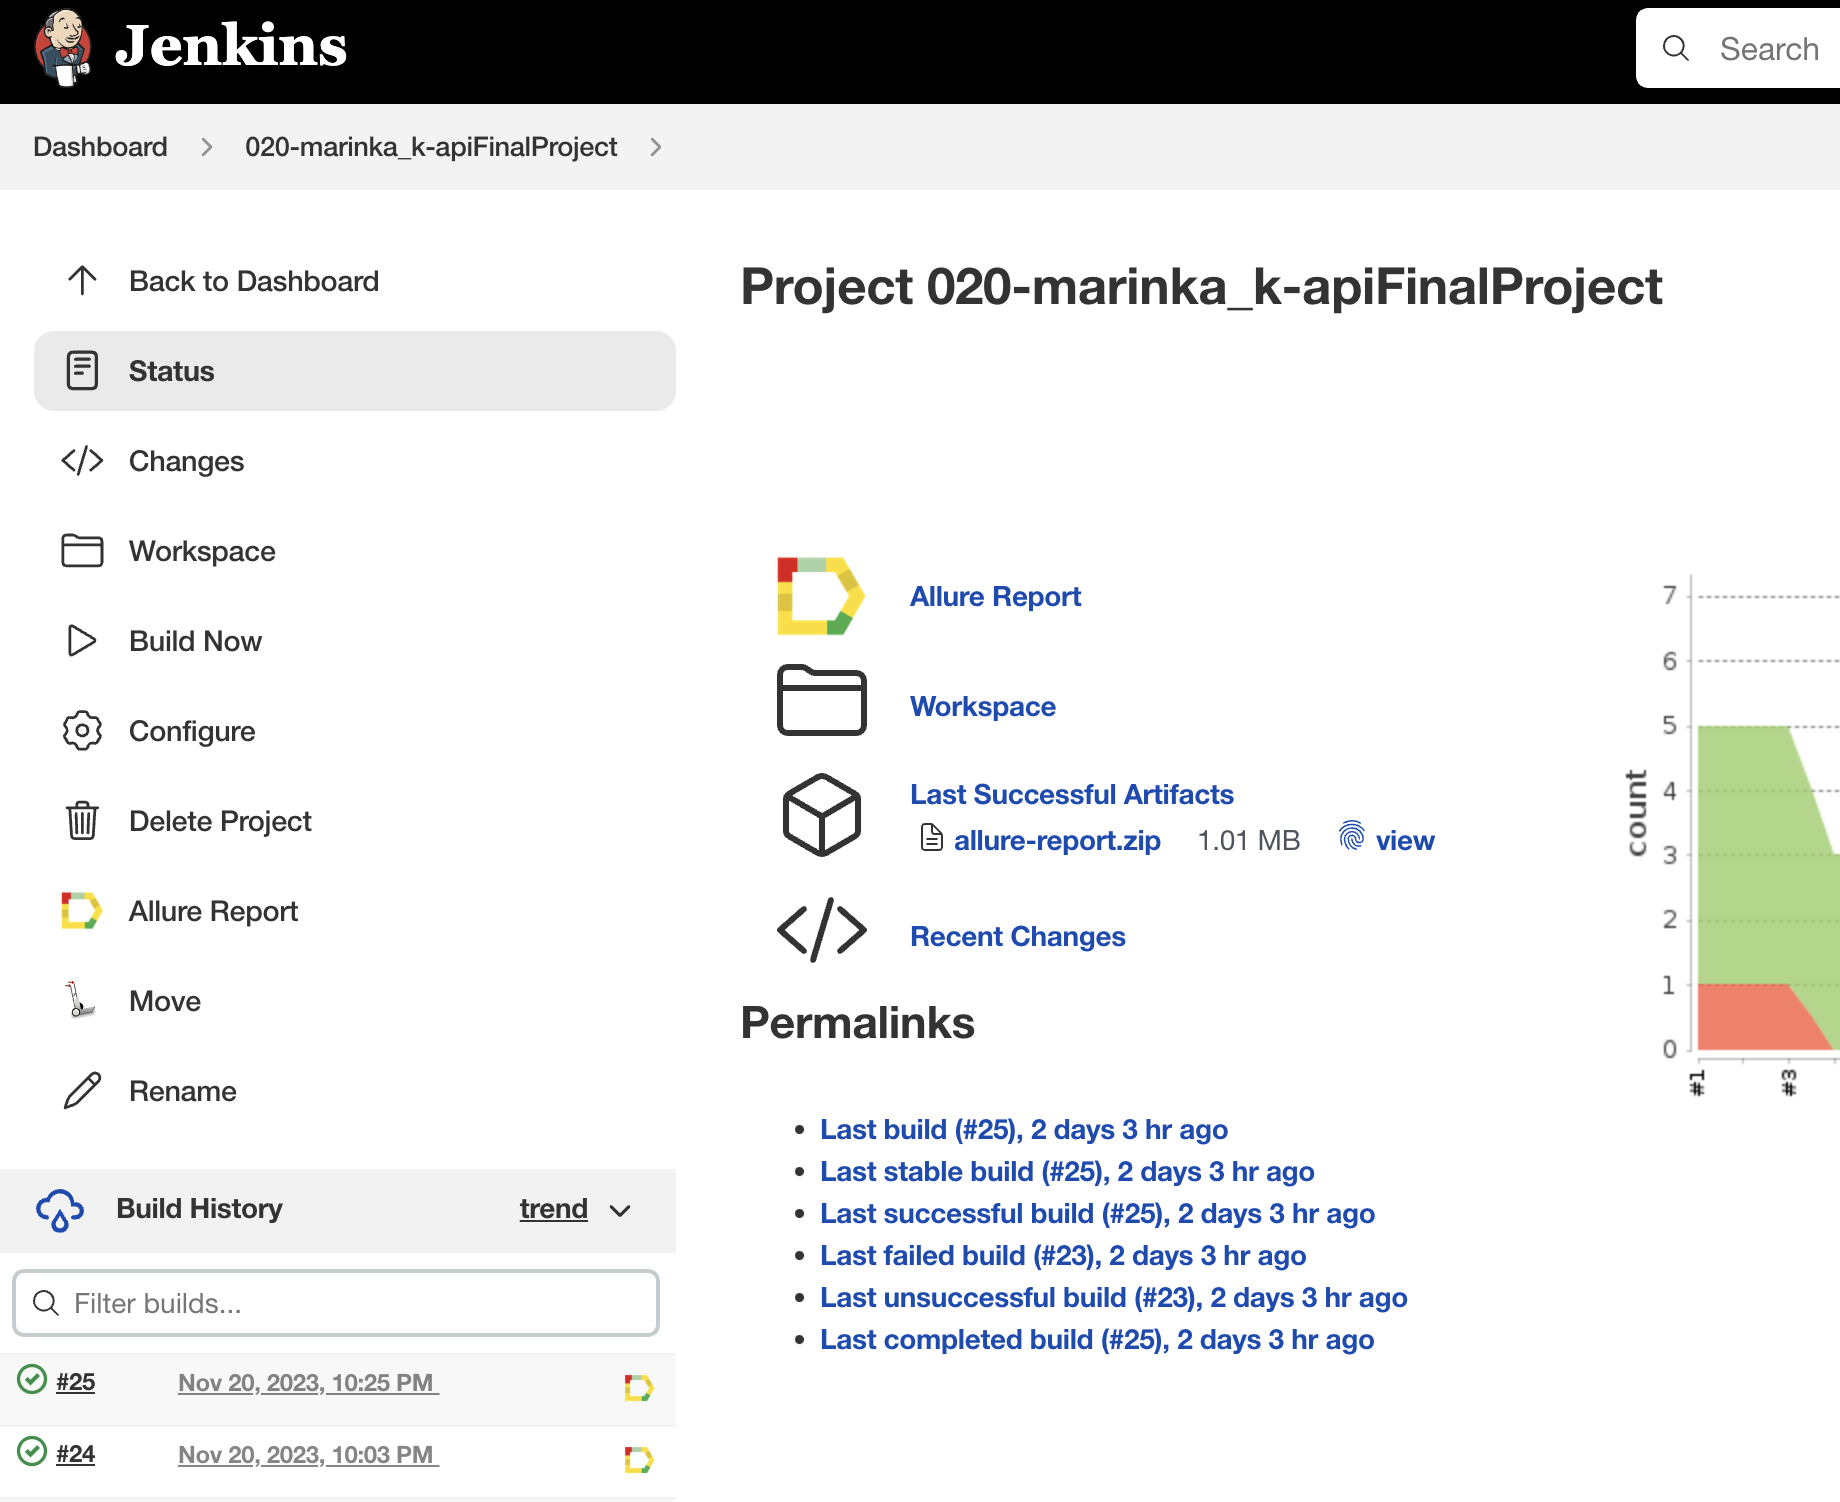 Jenkins
Search
Dashboard
020-marinka_k-apiFinalProject
Back to Dashboard
Status
Changes
Workspace
Build Now
Configure
Delete Project
Allure Report
Move
Rename
Build History
trend
Filter builds...
#25
Nov 20, 2023, 10:25 PM
#24
Nov 20, 2023, 10:03 PM
Project 020-marinka_k-apiFinalProject
Allure Report
Workspace
Last Successful Artifacts
allure-report.zip 1.01 MB view
Recent Changes
Permalinks
Last build (#25), 2 days 3 hr ago
Last stable build (#25), 2 days 3 hr ago
Last successful build (#25), 2 days 3 hr ago
Last failed build (#23), 2 days 3 hr ago
Last unsuccessful build (#23), 2 days 3 hr ago
Last completed build (#25), 2 days 3 hr ago
count
7
6
5
4
3
2
1
0
#1
#3